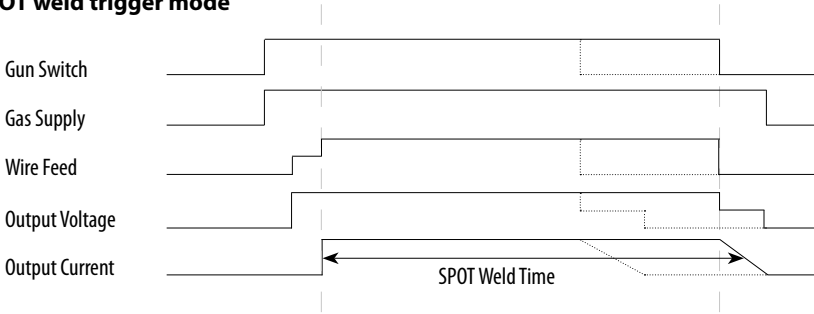 OT weld trigger mode
Gun Switch
Gas Supply
Wire Feed
Output Voltage
Output Current
SPOT Weld Time